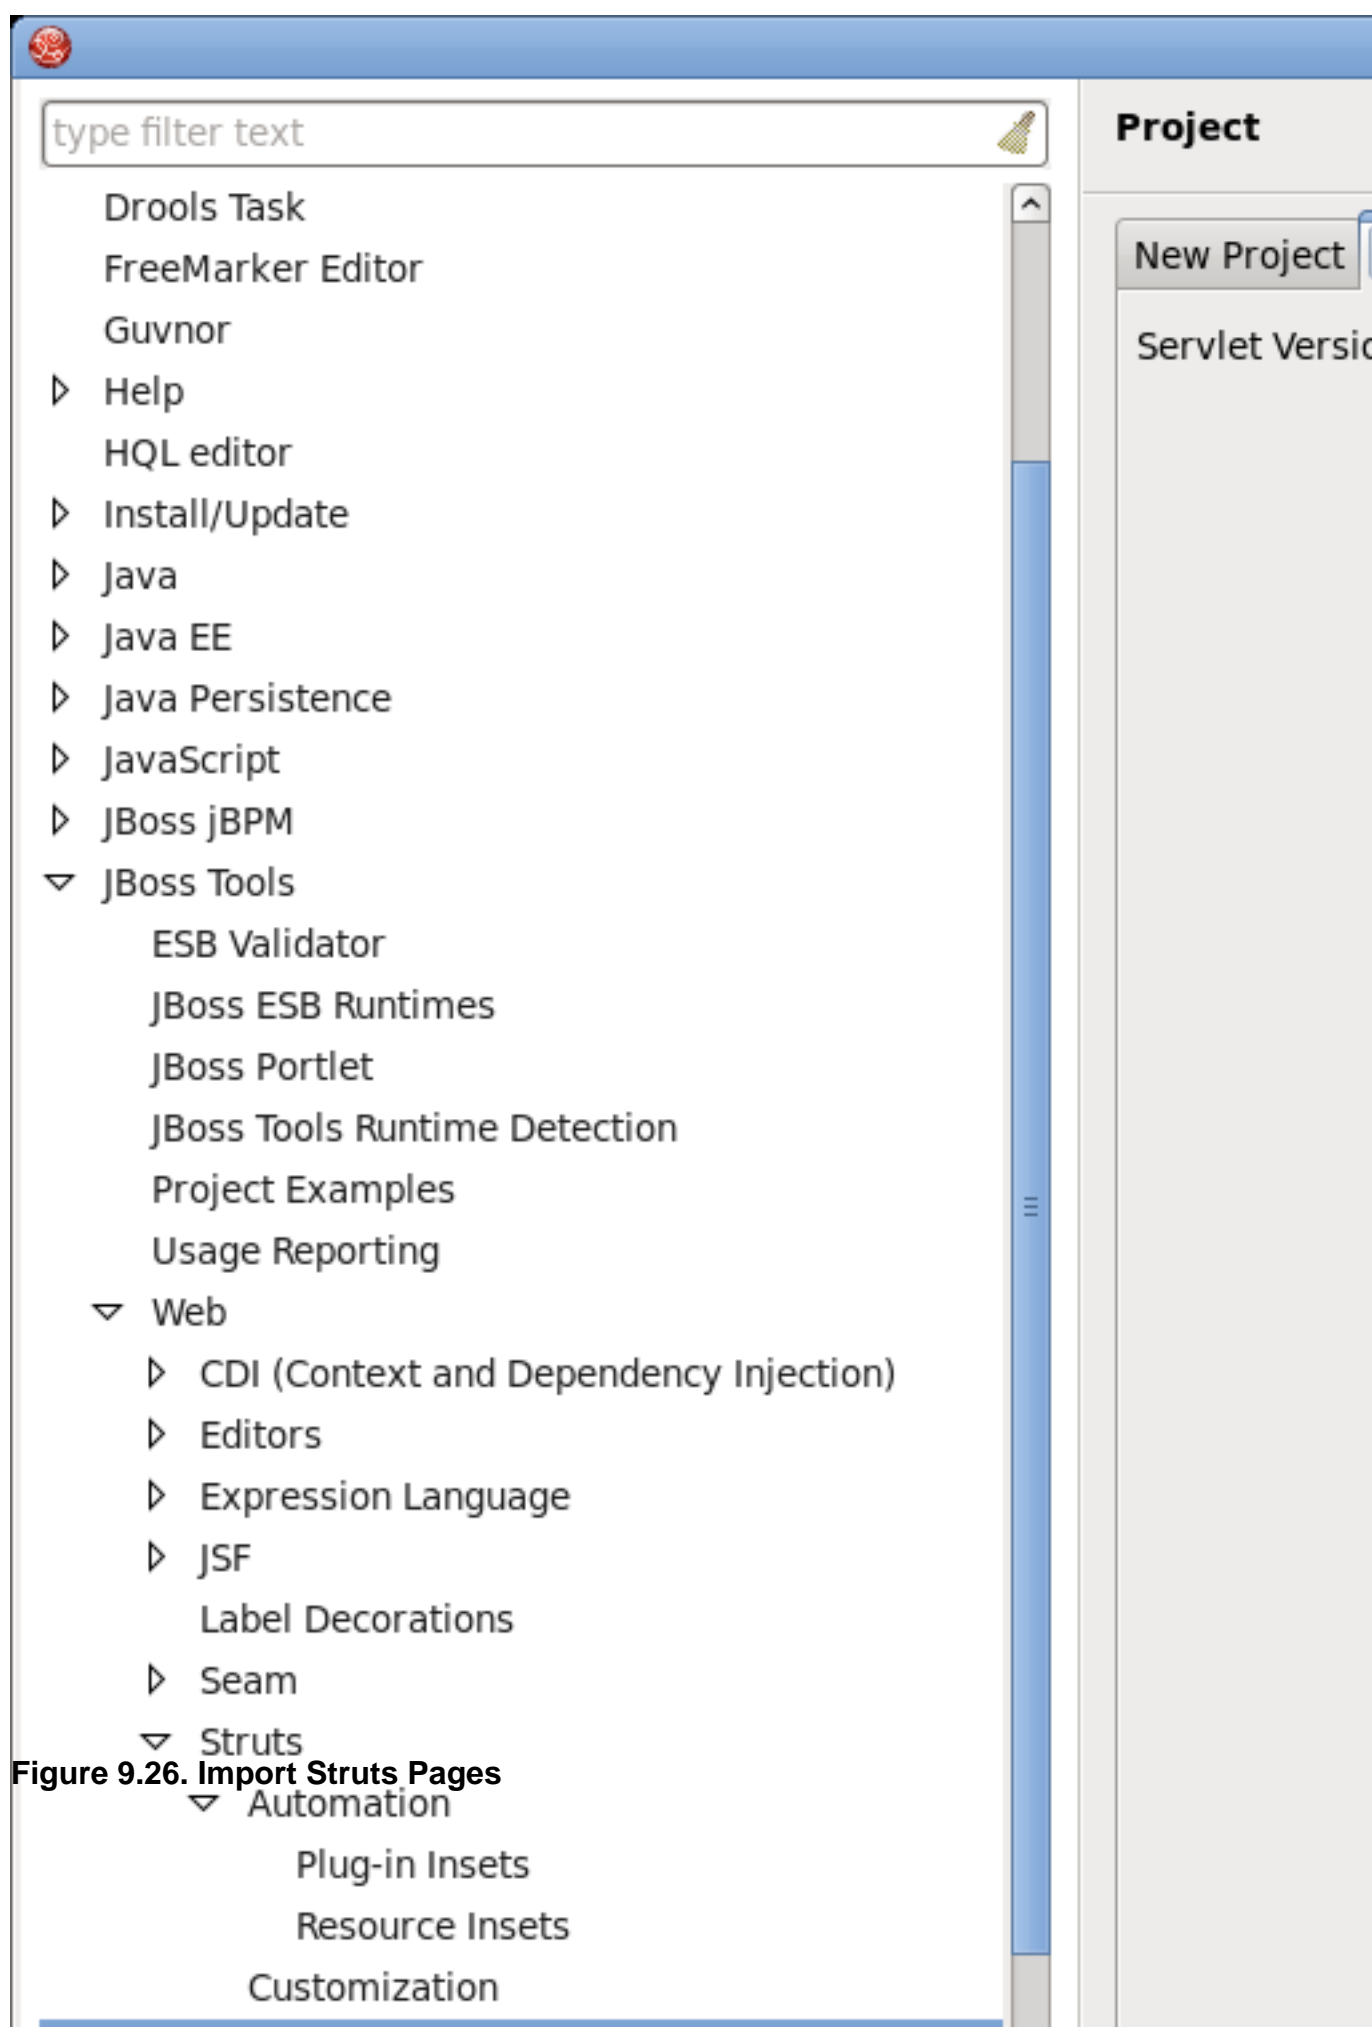 type filter text
Project
Drools Task
FreeMarker Editor
New Project
Guvnor
Servlet Versio
Help
HQL editor
Install/Update
Java
Java EE
Java Persistence
JavaScript
JBoss jBPM
JBoss Tools
ESB Validator
JBoss ESB Runtimes
JBoss Portlet
JBoss Tools Runtime Detection
Project Examples
Usage Reporting
Web
CDI (Context and Dependency Injection)
Editors
Expression Language
JSF
Label Decorations
Seam
Struts
Figure 9.26. Import Struts Pages
Automation
Plug-in Insets
Resource Insets
Customization